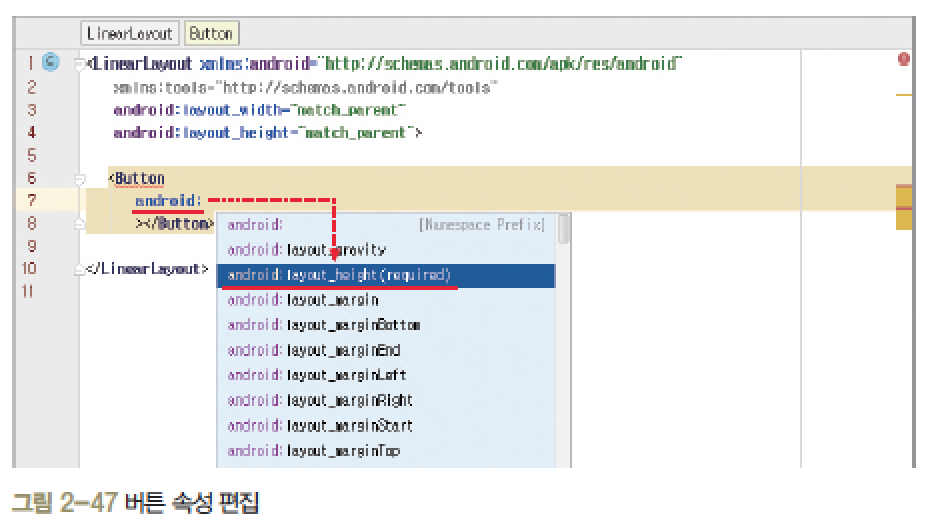 LinearLayout Button
1 C <LinearLayout xmlns:android="http://schemas.android.com/apk/res/android"
2 xmlns:tools="http://schemas.android.com/tools"
3 android:layout_width="match_parent"
4 android:layout_height="match_parent">
5
6 <Button
7 android:
8 ></Button>
9
10 </LinearLayout>
11
android: [Namespace Prefix]
android:layout_gravity
android:layout_height(required)
android:layout_margin
android:layout_marginBottom
android:layout_marginEnd
android:layout_marginLeft
android:layout_marginRight
android:layout_marginStart
android:layout_marginTop
그림 2-47 버튼 속성 편집